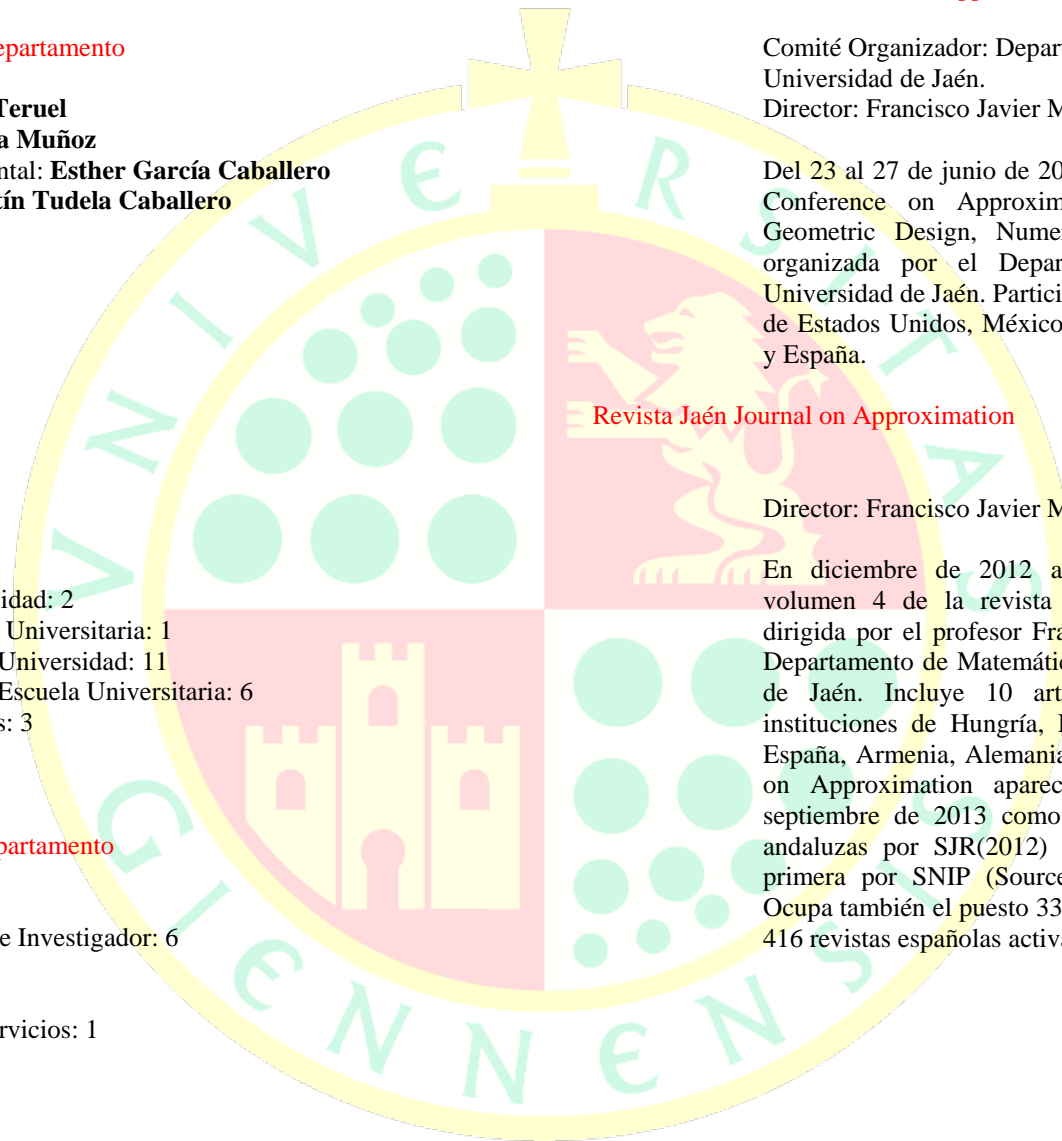 epartamento
Teruel
a Muñoz
ntal: Esther García Caballero
tín Tudela Caballero
idad: 2
Universitaria: 1
Universidad: 11
Escuela Universitaria: 6
s: 3
partamento
e Investigador: 6
rvicios: 1
Comité Organizador: Depart
Universidad de Jaén.
Director: Francisco Javier M
Del 23 al 27 de junio de 20
Conference on Approxim
Geometric Design, Numer
organizada por el Depar
Universidad de Jaén. Partici
de Estados Unidos, México
y España.
Revista Jaén Journal on Approximation
Director: Francisco Javier M
En diciembre de 2012 a
volumen 4 de la revista
dirigida por el profesor Fra
Departamento de Matemátic
de Jaén. Incluye 10 art
instituciones de Hungría, 
España, Armenia, Alemania
on Approximation aparec
septiembre de 2013 como
andaluzas por SJR(2012)
primera por SNIP (Source
Ocupa también el puesto 33
416 revistas españolas activa
VNIVERSITAS GIENNENSIS